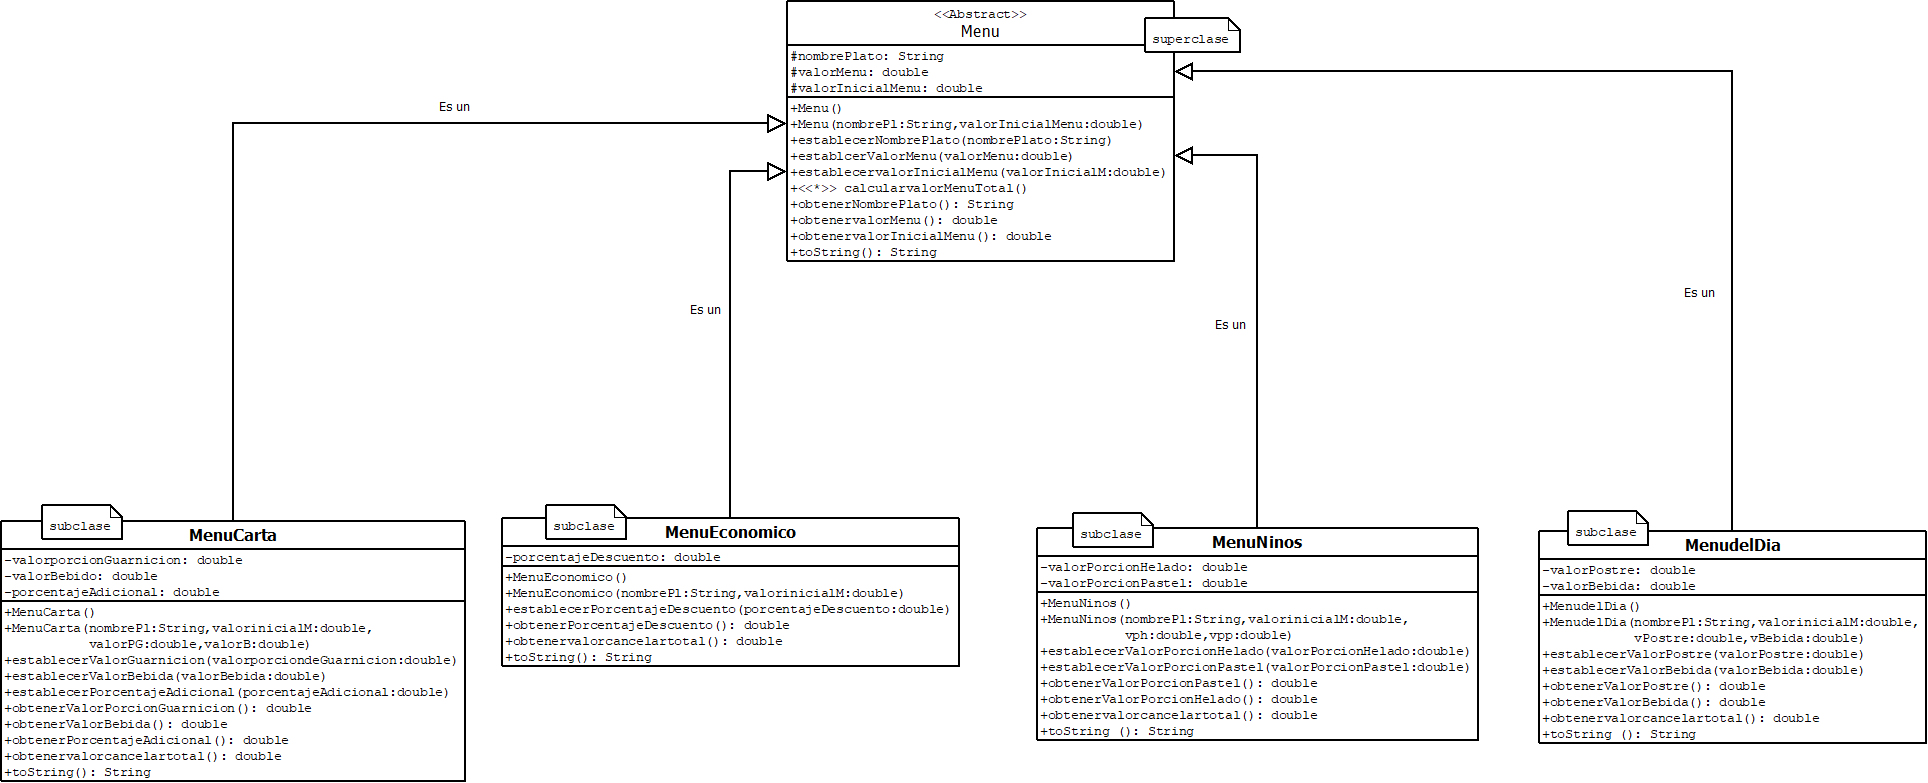 <<Abstract>>
Menu
superclase
#nombrePlato: String
#valorMenu: double
#valorInicialMenu: double
+Menu()
+Menu(nombrePl:String,valorInicialMenu:double)
+establecerNombrePlato(nombrePlato:String)
+establcerValorMenu(valorMenu:double)
+establecervalorInicialMenu(valorInicialM:double)
+<<*>> calcularvalorMenuTotal()
+obtenerNombrePlato(): String
+obtenervalorMenu(): double
+obtenervalorInicialMenu(): double
+toString(): String
Es un
Es un
Es un
Es un
subclase
MenuCarta
-valorporcionGuarnicion: double
-valorBebido: double
-porcentajeAdicional: double
+MenuCarta()
+MenuCarta(nombrePl:String,valorinicialM:double,
valorPG:double,valorB:double)
+establecerValorGuarnicion(valorporciondeGuarnicion:double)
+establecerValorBebida(valorBebida:double)
+establecerPorcentajeAdicional(porcentajeAdicional:double)
+obtenerValorPorcionGuarnicion(): double
+obtenerValorBebida(): double
+obtenerPorcentajeAdicional(): double
+obtenervalorcancelartotal(): double
+toString(): String
subclase
MenuEconomico
-porcentajeDescuento: double
+MenuEconomico()
+MenuEconomico(nombrePl:String,valorinicialM:double)
+establecerPorcentajeDescuento(porcentajeDescuento:double)
+obtenerPorcentajeDescuento(): double
+obtenervalorcancelartotal(): double
+toString(): String
subclase
MenuNinos
-valorPorcionHelado: double
-valorPorcionPastel: double
+MenuNinos()
+MenuNinos(nombrePl:String,valorinicialM:double,
vph:double,vpp:double)
+establecerValorPorcionHelado(valorPorcionHelado:double)
+establecerValorPorcionPastel(valorPorcionPastel:double)
+obtenerValorPorcionPastel(): double
+obtenerValorPorcionHelado(): double
+obtenervalorcancelartotal(): double
+toString (): String
subclase
MenudelDia
-valorPostre: double
-valorBebida: double
+MenudelDia()
+MenudelDia(nombrePl:String,valorinicialM:double,
vPostre:double,vBebida:double)
+establecerValorPostre(valorPostre:double)
+establecerValorBebida(valorBebida:double)
+obtenerValorPostre(): double
+obtenerValorBebida(): double
+obtenervalorcancelartotal(): double
+toString (): String